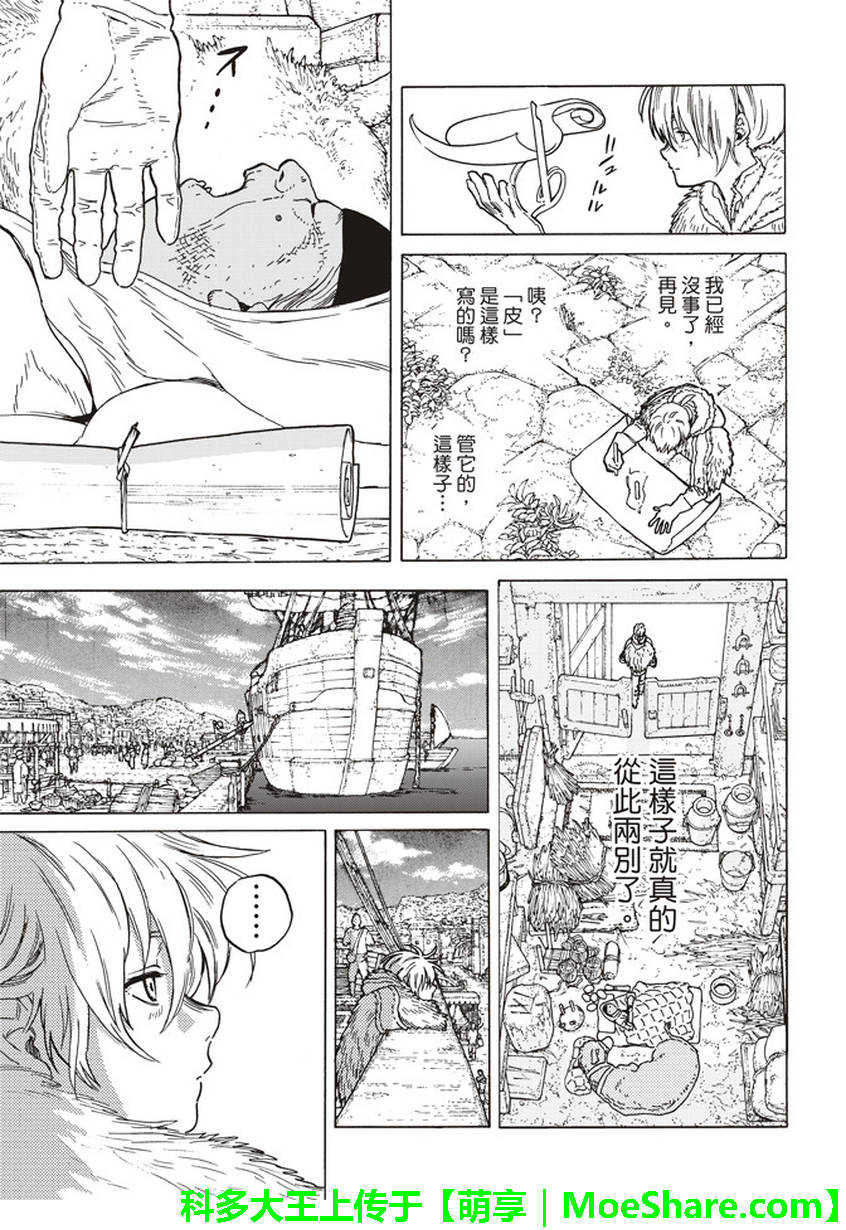 ジュルル
我已經
沒事了，
再見。
咦？
「皮」
是這樣
寫的嗎？
管它的，
這樣子…
スイ…
這樣子就真的
從此兩別了。
……
科多大王上传于【萌享｜MoeShare.com】